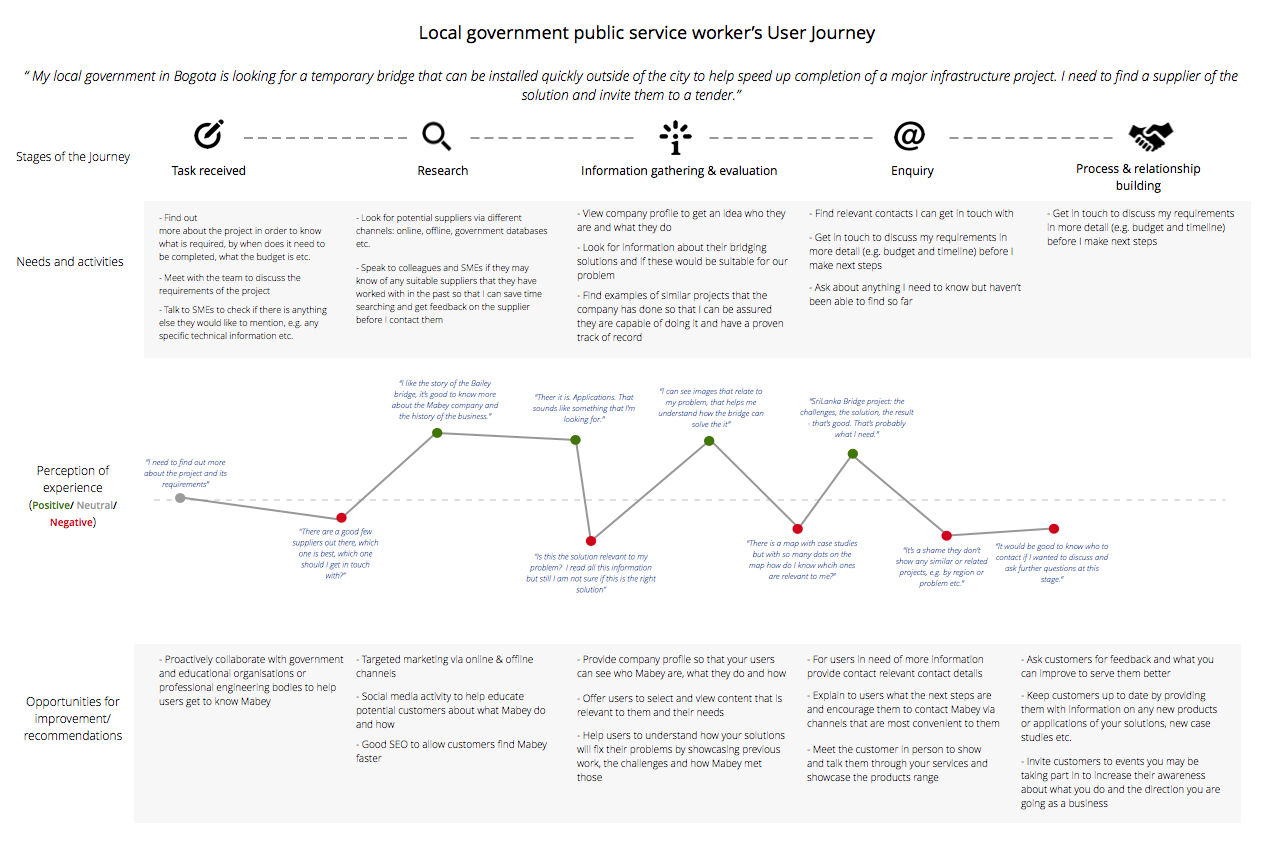 Local government public service worker’s User Journey
“ My local government in Bogota is looking for a temporary bridge that can be installed quickly outside of the city to help speed up completion of a major infrastructure project. I need to find a supplier of the
solution and invite them to a tender.”
Stages of the Journey
Task received
Research
Information gathering & evaluation
Enquiry
Process & relationship
building
Needs and activities
- Find out
more about the project in order to know
what is required, by when does it need to
be completed, what the budget is etc.
- Meet with the team to discuss the
requirements of the project
- Talk to SMEs to check if there is anything
else they would like to mention, e.g. any
specific technical information etc.
- Look for potential suppliers via different
channels: online, offline, government databases
etc.
- Speak to colleagues and SMEs if they may
know of any suitable suppliers that they have
worked with in the past so that I can save time
searching and get feedback on the supplier
before I contact them
- View company profile to get an idea who they
are and what they do
- Look for information about their bridging
solutions and if these would be suitable for our
problem
- Find examples of similar projects that the
company has done so that I can be assured
they are capable of doing it and have a proven
track of record
- Find relevant contacts I can get in touch with
- Get in touch to discuss my requirements in
more detail (e.g. budget and timeline) before I
make next steps
- Ask about anything I need to know but haven’t
been able to find so far
- Get in touch to discuss my requirements
in more detail (e.g. budget and timeline)
before I make next steps
Perception of
experience
(Positive/ Neutral/
Negative)
“I need to find out more
about the project and its
requirements”
“There are a good few
suppliers out there, which
one is best, which one
should I get in touch
with?”
“I like the story of the Bailey
bridge, it’s good to know more
about the Mabey company and
the history of the business.”
“Theer it is. Applications. That
sounds like something that I’m
looking for.”
“Is this the solution relevant to my
problem? I read all this information
but still I am not sure if this is the right
solution”
“I can see images that relate to
my problem, that helps me
understand how the bridge can
solve the it”
“There is a map with case studies
but with so many dots on the
map how do I know whcih ones
are relevant to me?”
“SriLanka Bridge project: the
challenges, the solution, the result
- that’s good. That’s probably
what I need.”
“It’s a shame they don’t
show any similar or related
projects, e.g. by region or
problem etc.”
“It would be good to know who to
contact if I wanted to discuss and
ask further questions at this
stage.”
Opportunities for
improvement/
recommendations
- Proactively collaborate with government
and educational organisations or
professional engineering bodies to help
users get to know Mabey
- Targeted marketing via online & offline
channels
- Social media activity to help educate
potential customers about what Mabey do
and how
- Good SEO to allow customers find Mabey
faster
- Provide company profile so that your users
can see who Mabey are, what they do and how
- Offer users to select and view content that is
relevant to them and their needs
- Help users to understand how your solutions
will fix their problems by showcasing previous
work, the challenges and how Mabey met
those
- For users in need of more information
provide contact relevant contact details
- Explain to users what the next steps are
and encourage them to contact Mabey via
channels that are most convenient to them
- Meet the customer in person to show
and talk them through your services and
showcase the products range
- Ask customers for feedback and what you
can improve to serve them better
- Keep customers up to date by providing
them with information on any new products
or applications of your solutions, new case
studies etc.
- Invite customers to events you may be
taking part in to increase their awareness
about what you do and the direction you are
going as a business